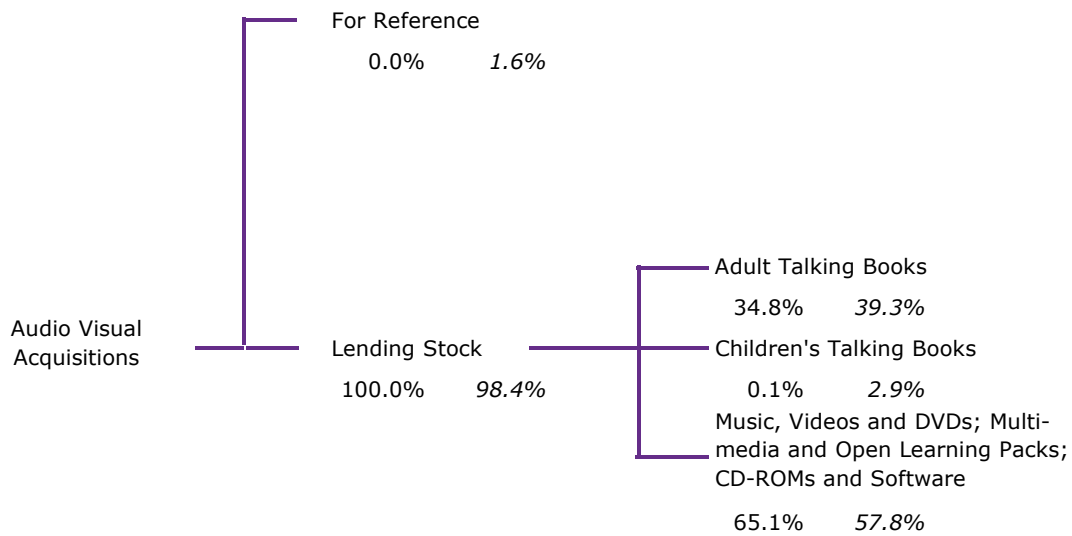 For Reference
0.0% 1.6%
Audio Visual
Acquisitions
Lending Stock
100.0% 98.4%
Adult Talking Books
34.8% 39.3%
Children's Talking Books
0.1% 2.9%
Music, Videos and DVDs; Multi-
media and Open Learning Packs;
CD-ROMs and Software
65.1% 57.8%